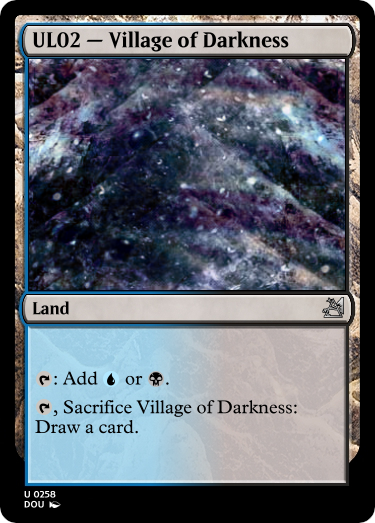 UL02 — Village of Darkness
Land
: Add or .
, Sacrifice Village of Darkness:
Draw a card.
U 0258
DOU